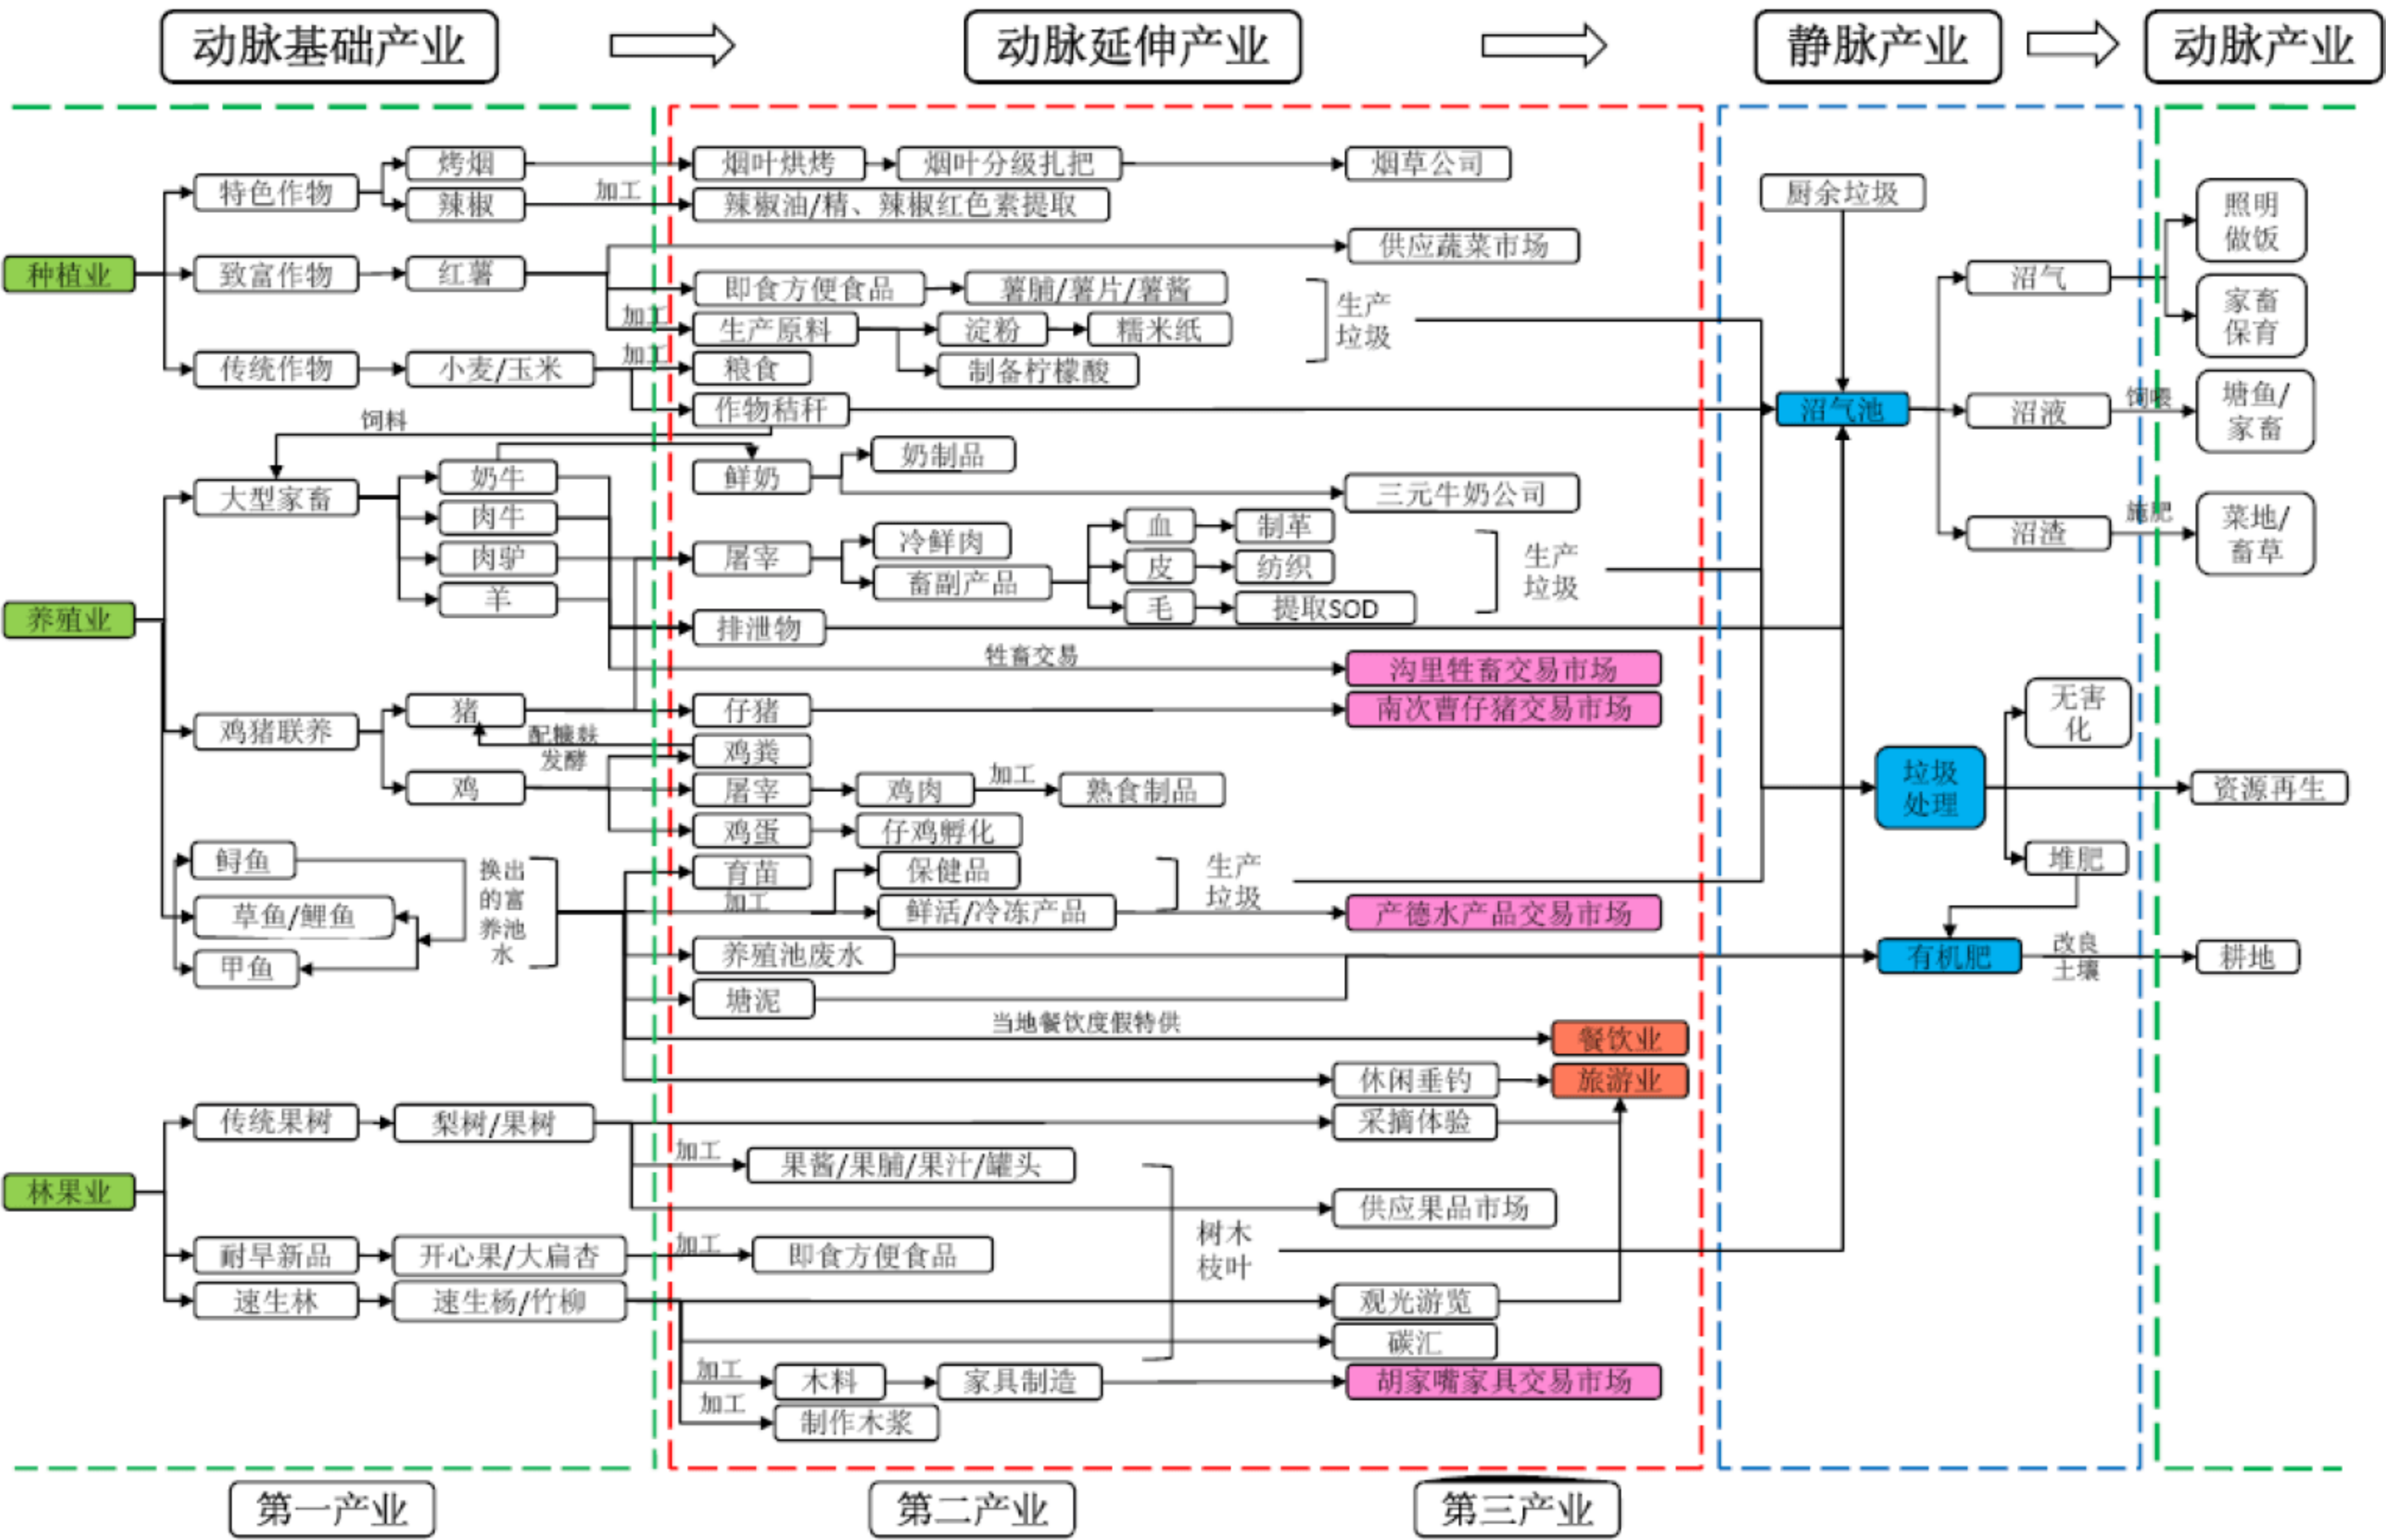 动脉基础产业
动脉延伸产业
静脉产业
动脉产业
种植业
特色作物
烤烟
烟叶烘烤
烟叶分级扎把
烟草公司
辣椒
加工
辣椒油/精、辣椒红色素提取
致富作物
红薯
供应蔬菜市场
即食方便食品
薯脯/薯片/薯酱
加工
生产原料
淀粉
糯米纸
制备柠檬酸
生产
垃圾
传统作物
小麦/玉米
加工
粮食
作物秸秆
饲料
养殖业
大型家畜
奶牛
肉牛
肉驴
羊
鲜奶
奶制品
三元牛奶公司
屠宰
冷鲜肉
畜副产品
血
制革
皮
纺织
毛
提取SOD
生产
垃圾
排泄物
牲畜交易
沟里牲畜交易市场
鸡猪联养
猪
仔猪
南次曹仔猪交易市场
配糠麸
发酵
鸡粪
鸡
屠宰
鸡肉
加工
熟食制品
鸡蛋
仔鸡孵化
鲟鱼
草鱼/鲤鱼
甲鱼
换出
的富
养池
水
育苗
加工
保健品
鲜活/冷冻产品
生产
垃圾
产德水产品交易市场
养殖池废水
塘泥
当地餐饮度假特供
餐饮业
休闲垂钓
旅游业
林果业
传统果树
梨树/果树
采摘体验
加工
果酱/果脯/果汁/罐头
供应果品市场
耐旱新品
开心果/大扁杏
加工
即食方便食品
树木
枝叶
速生林
速生杨/竹柳
观光游览
碳汇
加工
木料
家具制造
胡家嘴家具交易市场
加工
制作木浆
厨余垃圾
沼气池
沼气
照明
做饭
家畜
保育
沼液
饲喂
塘鱼/
家畜
沼渣
施肥
菜地/
畜草
垃圾
处理
无害
化
资源再生
堆肥
有机肥
改良
土壤
耕地
第一产业
第二产业
第三产业